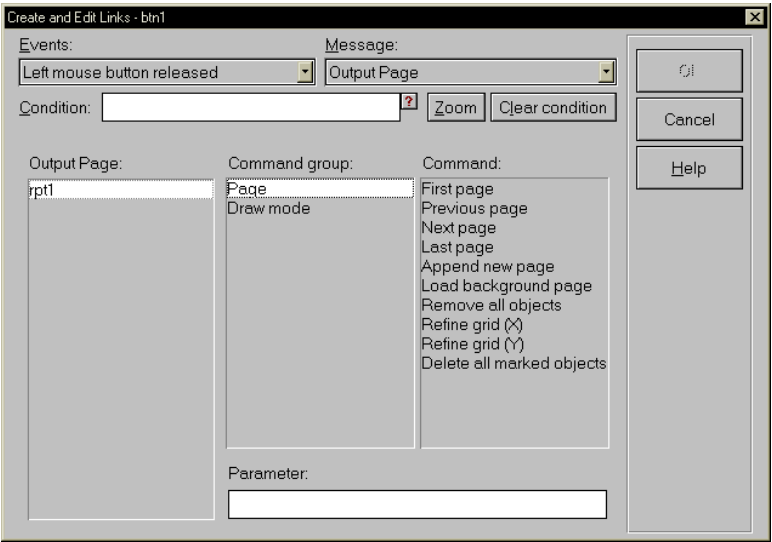 Create and Edit Links - btn1
Events:
Message:
Left mouse button released
Output Page
Condition:
?
Zoom
Clear condition
Cancel
Help
Output Page:
rpt1
Command group:
Page
Draw mode
Command:
First page
Previous page
Next page
Last page
Append new page
Load background page
Remove all objects
Refine grid (X)
Refine grid (Y)
Delete all marked objects
Parameter: